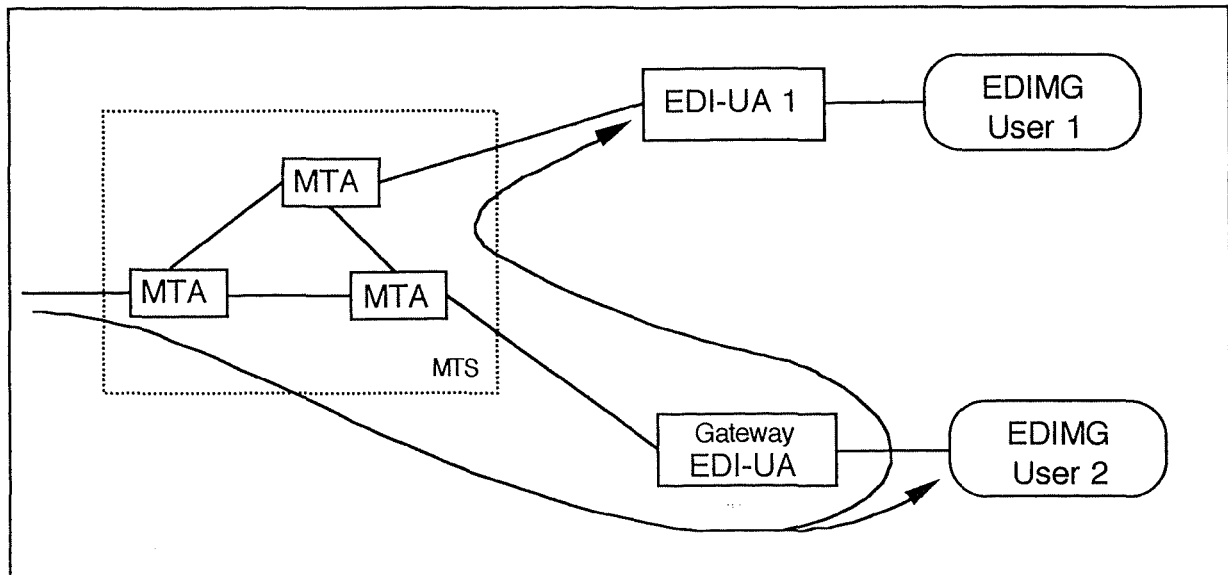 EDI-UA 1
EDIMG
User 1
MTA
MTA
MTA
MTS
Gateway
EDI-UA
EDIMG
User 2